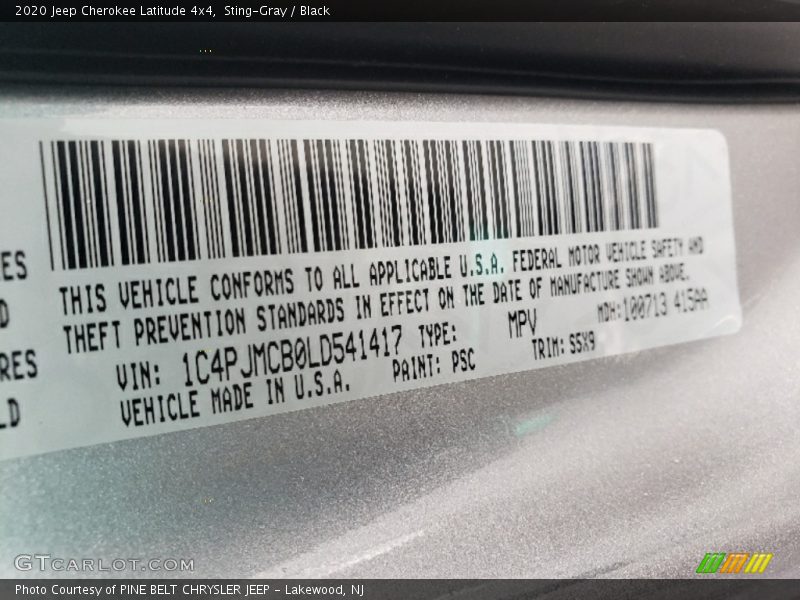 2020 Jeep Cherokee Latitude 4x4, Sting-Gray / Black
ES
D
RES
LD
THIS VEHICLE CONFORMS TO ALL APPLICABLE U.S.A. FEDERAL MOTOR VEHICLE SAFETY AND
THEFT PREVENTION STANDARDS IN EFFECT ON THE DATE OF MANUFACTURE SHOWN ABOVE.
VIN: 1C4PJMCB0LD541417 TYPE: MPV MDH:100713 415AA
VEHICLE MADE IN U.S.A. PAINT: PSC TRIM: S5X9
GTCARLOT.COM
Photo Courtesy of PINE BELT CHRYSLER JEEP - Lakewood, NJ